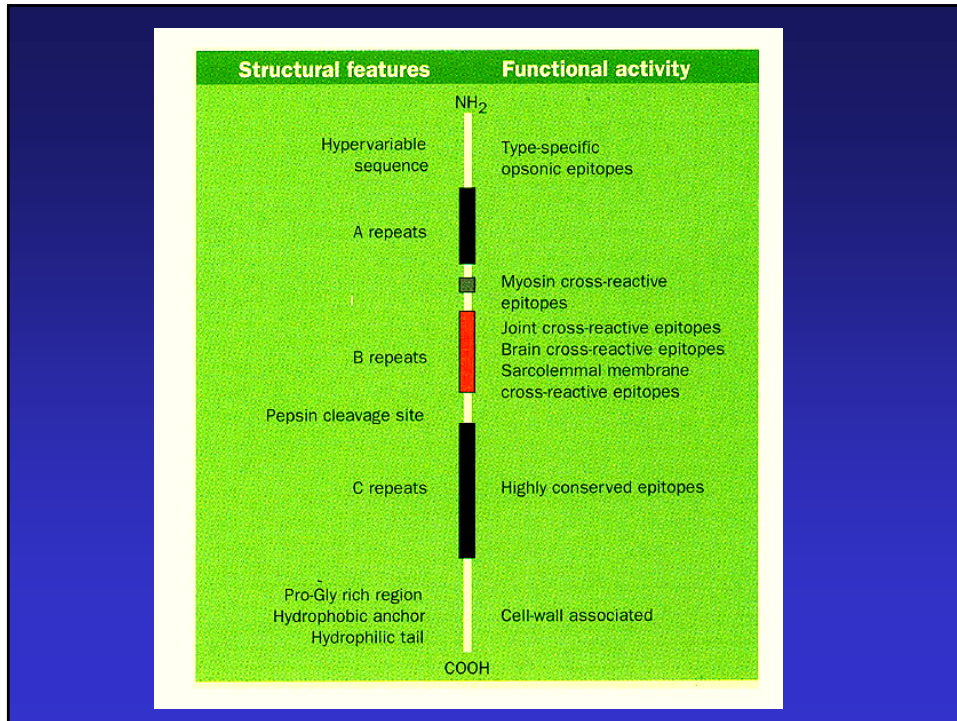 Structural features Functional activity
NH2
Hypervariable
sequence
Type-specific
opsonic epitopes
A repeats
Myosin cross-reactive
epitopes
Joint cross-reactive epitopes
Brain cross-reactive epitopes
Sarcolemmal membrane
cross-reactive epitopes
B repeats
Pepsin cleavage site
C repeats
Highly conserved epitopes
Pro-Gly rich region
Hydrophobic anchor
Hydrophilic tail
Cell-wall associated
COOH